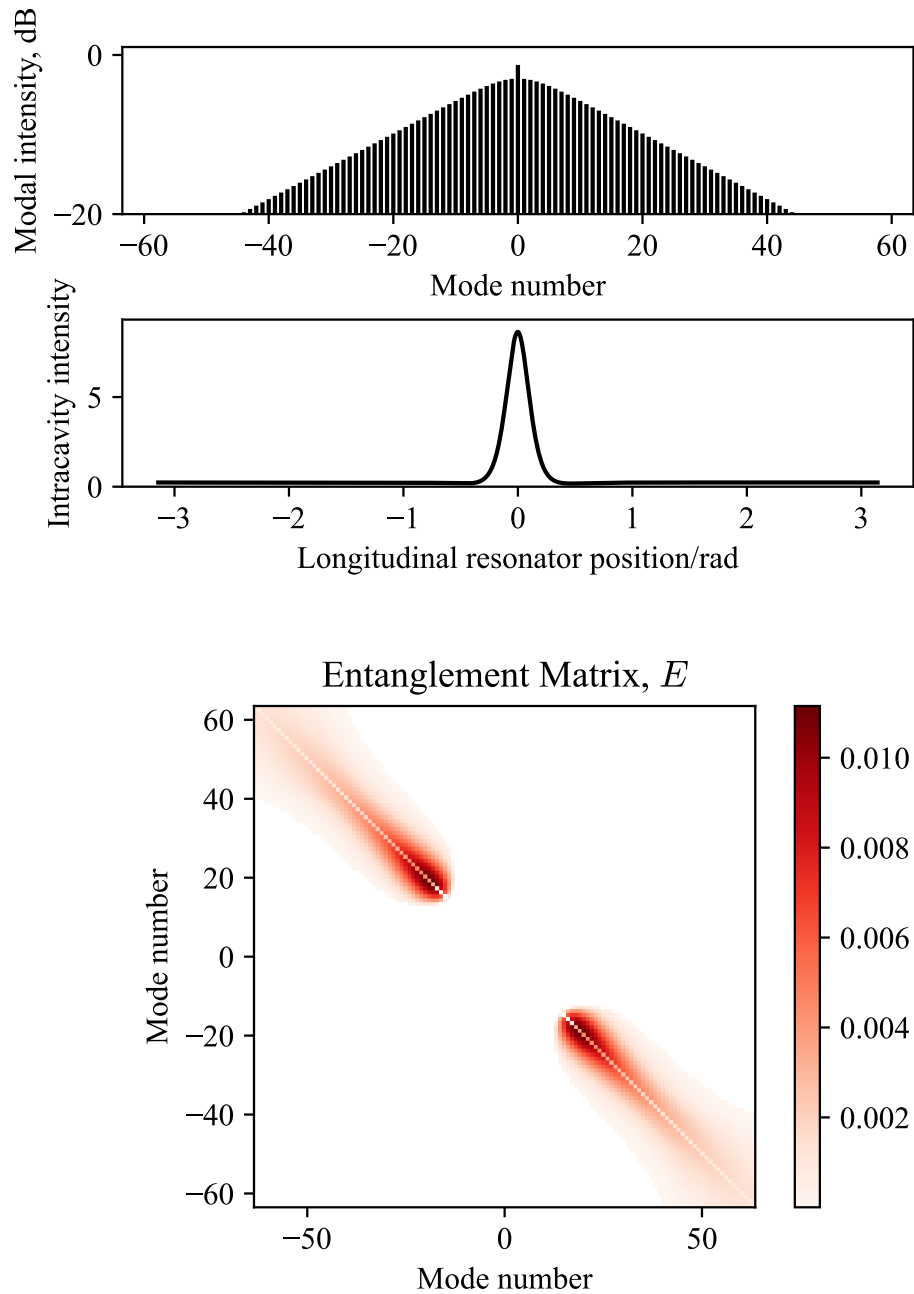 Modal intensity, dB
0
−20
−60 −40 −20 0 20 40 60
Mode number
Intracavity intensity
5
0
−3 −2 −1 0 1 2 3
Longitudinal resonator position/rad
Entanglement Matrix, E
Mode number
60
40
20
0
−20
−40
−60
−50 0 50
Mode number
0.010
0.008
0.006
0.004
0.002